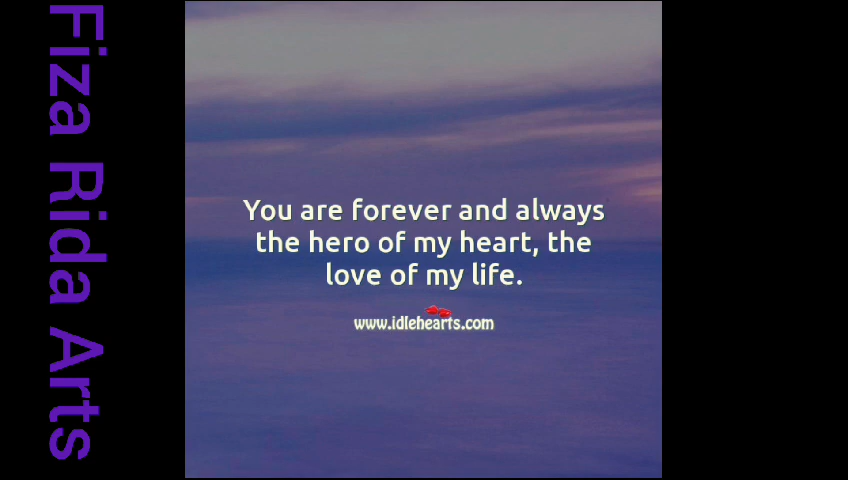 Fiza Rida Arts
You are forever and always
the hero of my heart, the
love of my life.
www.idlehearts.com